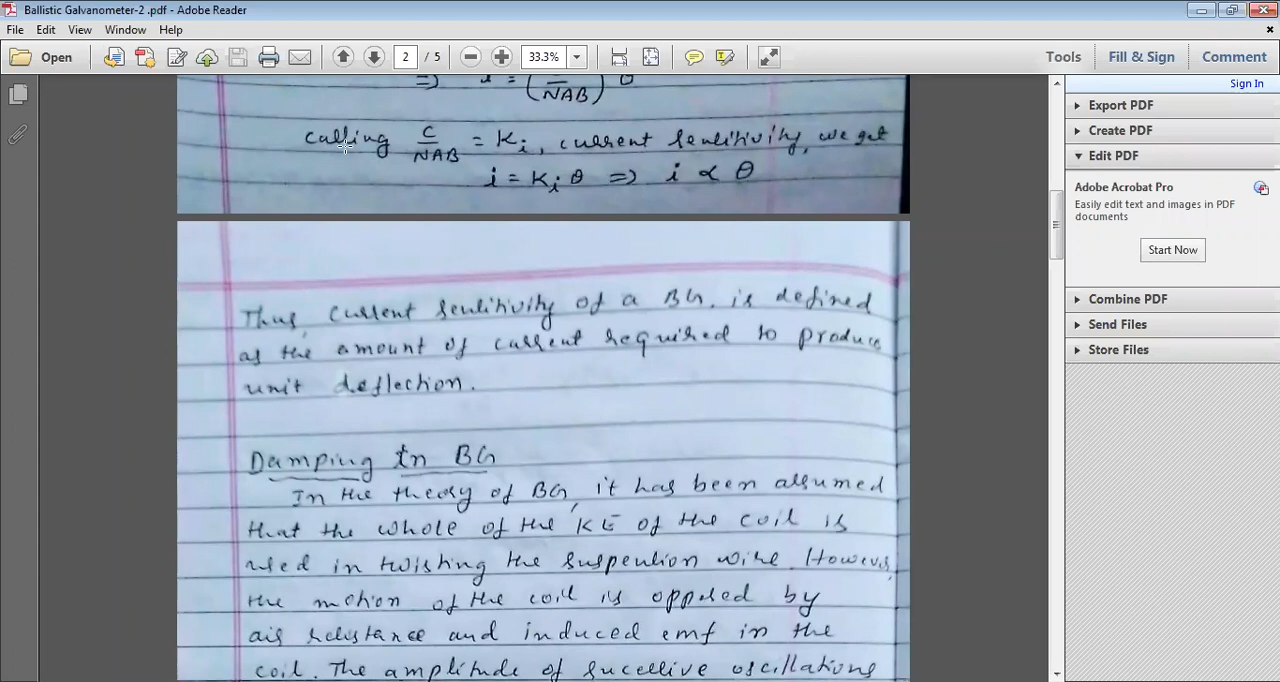 Ballistic Galvanometer-2 .pdf - Adobe Reader
File Edit View Window Help
Open 2 / 5 33.3% Tools Fill & Sign Comment
Sign In
Export PDF
Create PDF
Edit PDF
Adobe Acrobat Pro
Easily edit text and images in PDF
documents
Start Now
Combine PDF
Send Files
Store Files
NAB
calling C/NAB = Ki, current sensitivity, we get
i = Ki θ => i ∝ θ
Thus, current sensitivity of a BG. is defined
as the amount of current required to produce
unit deflection.
Damping in BG
In the theory of BG, it has been assumed
that the whole of the KE of the coil is
used in twisting the suspention wire. However,
the motion of the coil is opposed by
air resistance and induced emf in the
coil. The amplitude of succesive oscillations